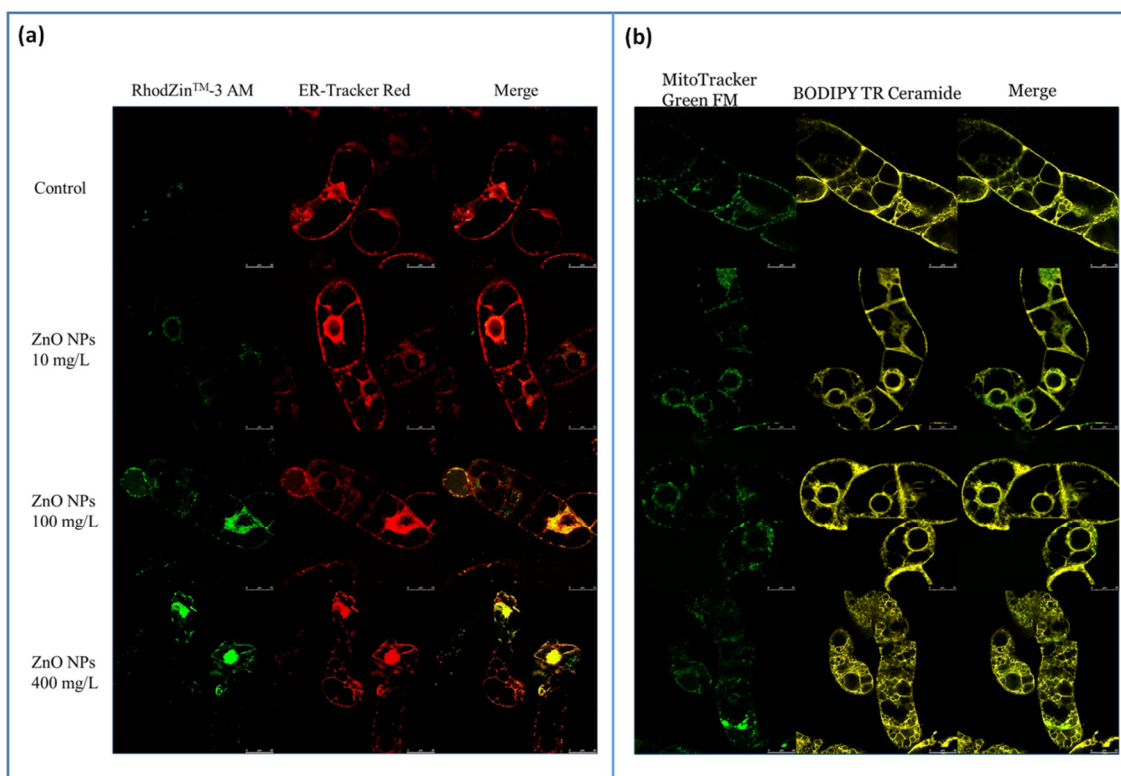 (a)
RhodZin™-3 AM
ER-Tracker Red
Merge
Control
ZnO NPs
10 mg/L
ZnO NPs
100 mg/L
ZnO NPs
400 mg/L
(b)
MitoTracker
Green FM
BODIPY TR Ceramide
Merge